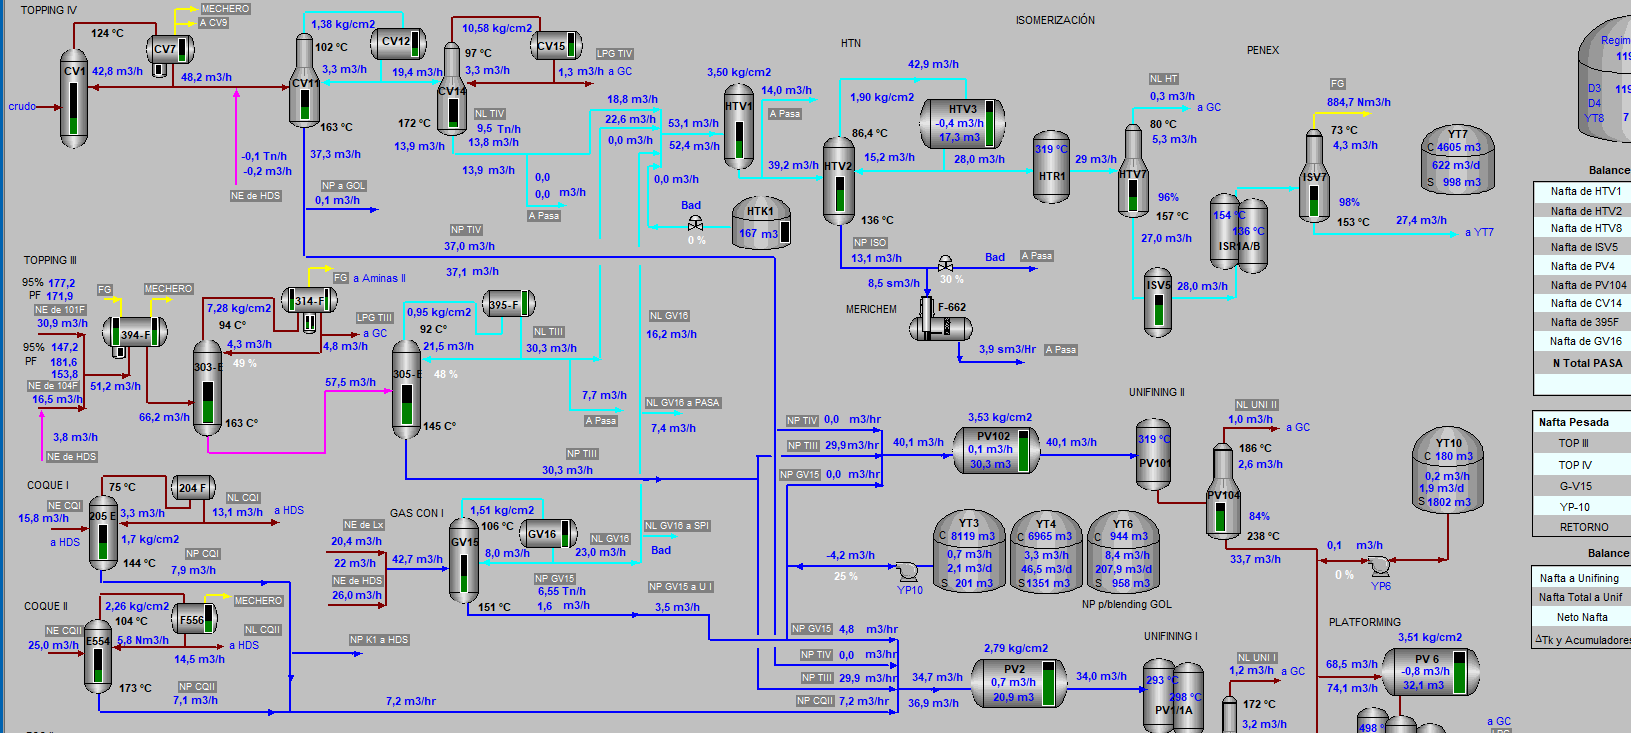 TOPPING IV
124 °C
CV7
MECHERO
A CV9
CV1
42,8 m3/h
48,2 m3/h
crudo
1,38 kg/cm2
102 °C
CV12
3,3 m3/h
19,4 m3/h
CV11
163 °C
37,3 m3/h
-0,1 Tn/h
-0,2 m3/h
NE de HDS
NP a GOL
0,1 m3/h
10,58 kg/cm2
97 °C
CV15
LPG TIV
3,3 m3/h
1,3 m3/h
a GC
CV14
172 °C
NL TIV
9,5 Tn/h
13,8 m3/h
13,9 m3/h
13,9 m3/h
0,0
0,0
m3/h
A Pasa
NP TIV
37,0 m3/h
37,1 m3/h
18,8 m3/h
22,6 m3/h
0,0 m3/h
53,1 m3/h
52,4 m3/h
0,0 m3/h
Bad
0 %
HTK1
167 m3
ISOMERIZACIÓN
HTN
3,50 kg/cm2
14,0 m3/h
A Pasa
HTV1
39,2 m3/h
42,9 m3/h
1,90 kg/cm2
HTV3
-0,4 m3/h
17,3 m3
86,4 °C
15,2 m3/h
28,0 m3/h
HTV2
136 °C
319 °C
HTR1
29 m3/h
NP ISO
13,1 m3/h
8,5 sm3/h
Bad
A Pasa
30 %
MERICHEM
F-662
3,9 sm3/Hr
A Pasa
PENEX
NL HT
0,3 m3/h
a GC
80 °C
5,3 m3/h
HTV7
96%
157 °C
27,0 m3/h
ISV5
28,0 m3/h
154 °C
136 °C
ISR1A/B
FG
884,7 Nm3/h
73 °C
4,3 m3/h
ISV7
98%
153 °C
27,4 m3/h
a YT7
YT7
C 4605 m3
622 m3/d
S 998 m3
Regim
119
D3
119
D4
YT8
7
Balance
Nafta de HTV1
Nafta de HTV2
Nafta de HTV8
Nafta de ISV5
Nafta de PV4
Nafta de PV104
Nafta de CV14
Nafta de 395F
Nafta de GV16
N Total PASA
TOPPING III
95% 177,2
PF 171,9
NE de 101F
30,9 m3/h
95% 147,2
PF 181,6
153,8
NE de 104F
16,5 m3/h
3,8 m3/h
NE de HDS
FG
MECHERO
394-F
51,2 m3/h
66,2 m3/h
7,28 kg/cm2
94 C°
4,3 m3/h
49 %
303-E
163 C°
FG
a Aminas II
314-F
LPG TIII
a GC
4,8 m3/h
57,5 m3/h
0,95 kg/cm2
92 C°
21,5 m3/h
48 %
305-E
145 C°
395-F
NL TIII
30,3 m3/h
7,7 m3/h
A Pasa
NP TIII
30,3 m3/h
NL GV16
16,2 m3/h
NL GV16 a PASA
7,4 m3/h
NP TIV 0,0 m3/hr
NP TIII 29,9 m3/hr
NP GV15 0,0 m3/hr
40,1 m3/h
3,53 kg/cm2
PV102
0,1 m3/h
30,3 m3
40,1 m3/h
UNIFINING II
319 °C
PV101
NL UNI II
1,0 m3/h
a GC
186 °C
2,6 m3/h
PV104
84%
238 °C
33,7 m3/h
YT10
C 180 m3
0,2 m3/h
1,9 m3/d
S 1802 m3
0,1 m3/h
0 %
YP6
Nafta Pesada
TOP III
TOP IV
G-V15
YP-10
RETORNO
Balance
Nafta a Unifining
Nafta Total a Unif
Neto Nafta
ΔTk y Acumuladores
COQUE I
NE CQI
15,8 m3/h
a HDS
75 °C
204 F
NL CQI
13,1 m3/h
a HDS
205 E
3,3 m3/h
1,7 kg/cm2
144 °C
NP CQI
7,9 m3/h
COQUE II
2,26 kg/cm2
104 °C
F556
MECHERO
NE CQII
25,0 m3/h
E554
5,8 Nm3/h
NL CQII
a HDS
14,5 m3/h
173 °C
NP CQII
7,1 m3/h
NP K1 a HDS
7,2 m3/hr
GAS CON I
NE de Lx
20,4 m3/h
22 m3/h
NE de HDS
26,0 m3/h
42,7 m3/h
1,51 kg/cm2
106 °C
GV15
GV16
8,0 m3/h
NL GV16
23,0 m3/h
151 °C
NP GV15
6,55 Tn/h
1,6 m3/h
NL GV16 a SPI
Bad
NP GV15 a U I
3,5 m3/h
-4,2 m3/h
25 %
YP10
YT3
C 8119 m3
0,7 m3/h
2,1 m3/d
S 201 m3
YT4
C 6965 m3
3,3 m3/h
46,5 m3/d
S 1351 m3
YT6
C 944 m3
8,4 m3/h
207,9 m3/d
S 958 m3
NP p/blending GOL
NP GV15 4,8 m3/hr
NP TIV 0,0 m3/hr
NP TIII 29,9 m3/hr
NP CQII 7,2 m3/hr
34,7 m3/h
36,9 m3/h
2,79 kg/cm2
PV2
0,7 m3/h
20,9 m3
34,0 m3/h
UNIFINING I
293 °C
298 °C
PV1/1A
NL UNI I
1,2 m3/h
a GC
172 °C
3,2 m3/h
PLATFORMING
3,51 kg/cm2
68,5 m3/h
74,1 m3/h
PV 6
-0,8 m3/h
32,1 m3
498 °
a GC